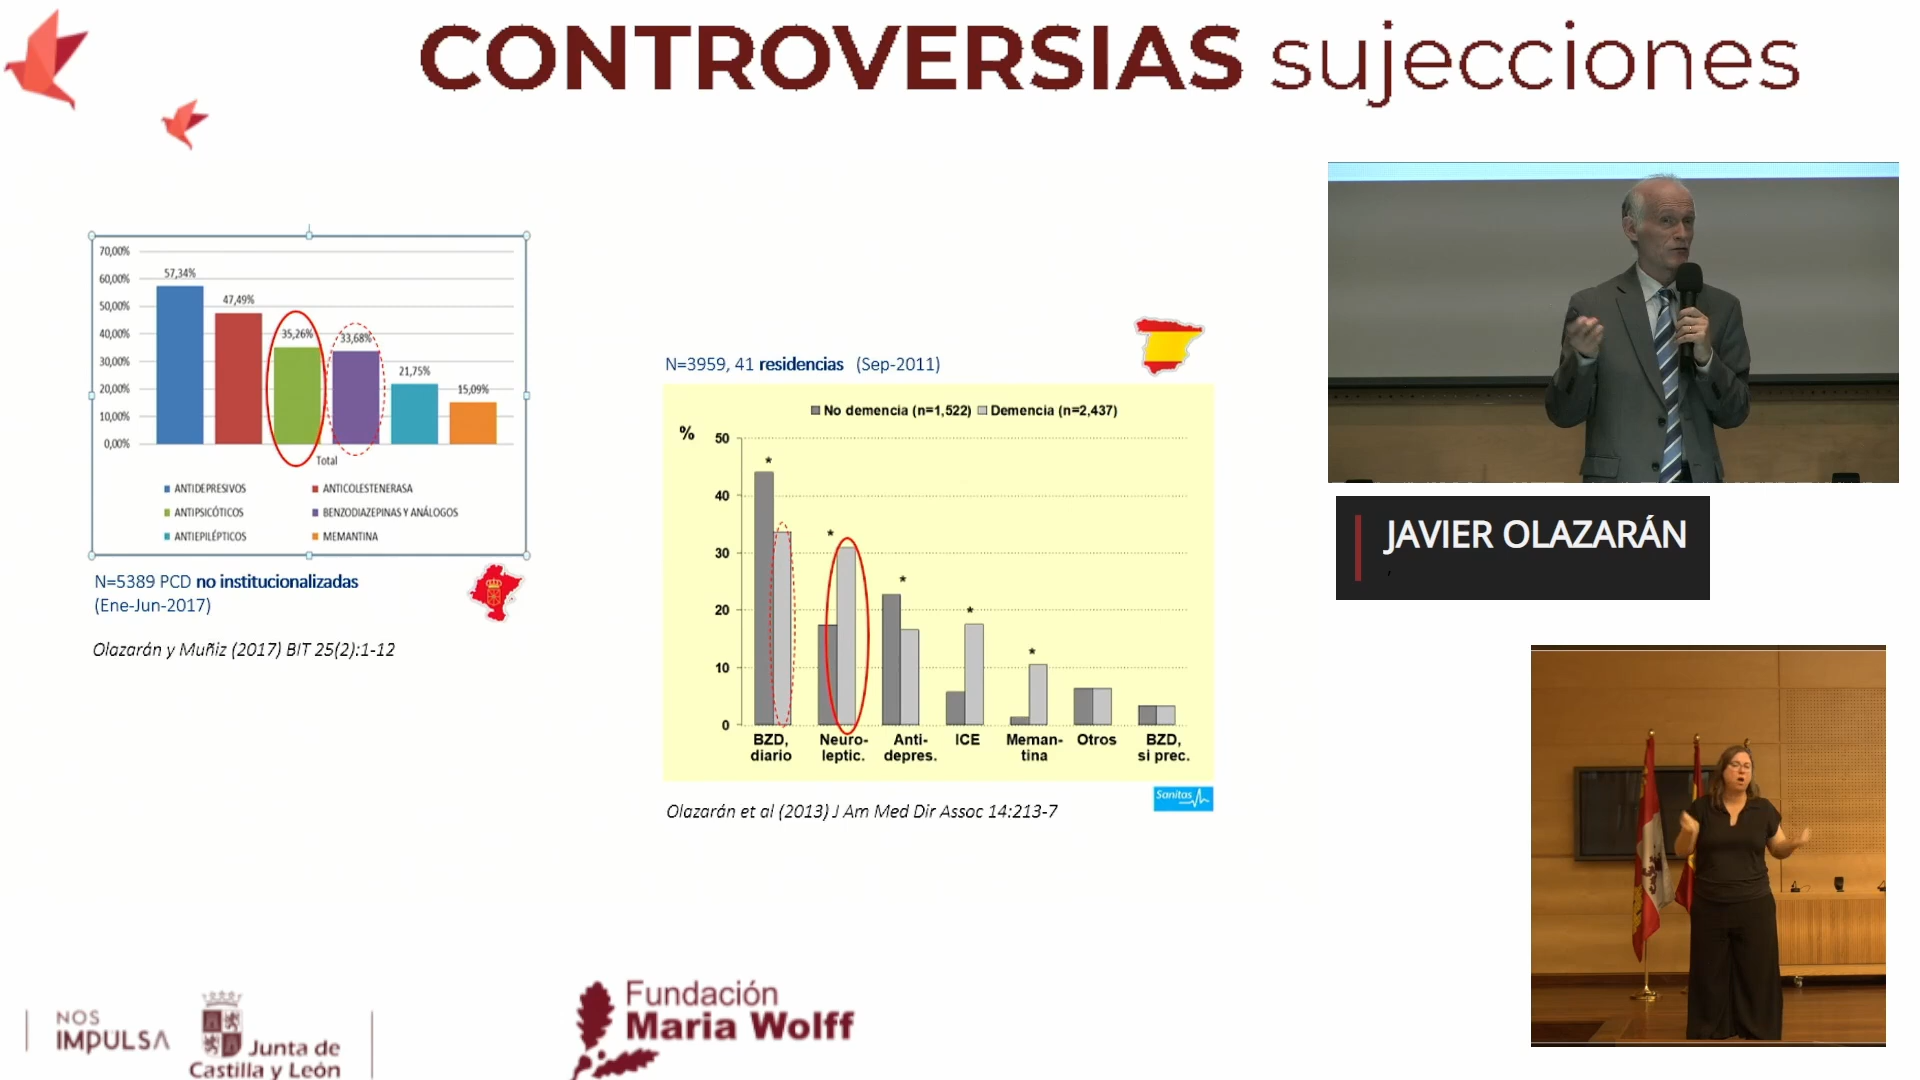 CONTROVERSIAS sujecciones
70,00%
60,00%
50,00%
40,00%
30,00%
20,00%
10,00%
0,00%
57,34%
47,49%
35,26%
33,68%
21,75%
15,09%
Total
ANTIDEPRESIVOS
ANTICOLESTENERASA
ANTIPSICÓTICOS
BENZODIAZEPINAS Y ANÁLOGOS
ANTIEPILÉPTICOS
MEMANTINA
N=5389 PCD no institucionalizadas
(Ene-Jun-2017)
Olazarán y Muñiz (2017) BIT 25(2):1-12
N=3959, 41 residencias (Sep-2011)
No demencia (n=1,522) Demencia (n=2,437)
%
50
40
30
20
10
0
*
*
*
*
*
BZD,
diario
Neuro-
leptic.
Anti-
depres.
ICE
Meman-
tina
Otros
BZD,
si prec.
Olazarán et al (2013) J Am Med Dir Assoc 14:213-7
Sanitas
JAVIER OLAZARÁN
,
NOS
IMPULSA
Junta de
Castilla y León
Fundación
Maria Wolff